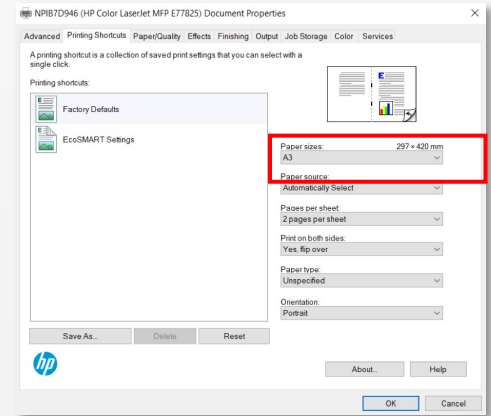 NPIB7D946 (HP Color LaserJet MFP E77825) Document Properties
Advanced Printing Shortcuts Paper/Quality Effects Finishing Output Job Storage Color Services
A printing shortcut is a collection of saved print settings that you can select with a
single click.
Printing shortcuts:
Factory Defaults
EcoSMART Settings
E
Paper sizes: 297 × 420 mm
A3
Paper source:
Automatically Select
Pages per sheet:
2 pages per sheet
Print on both sides:
Yes, flip over
Paper type:
Unspecified
Orientation:
Portrait
Save As... Delete Reset
hp
About... Help
OK Cancel